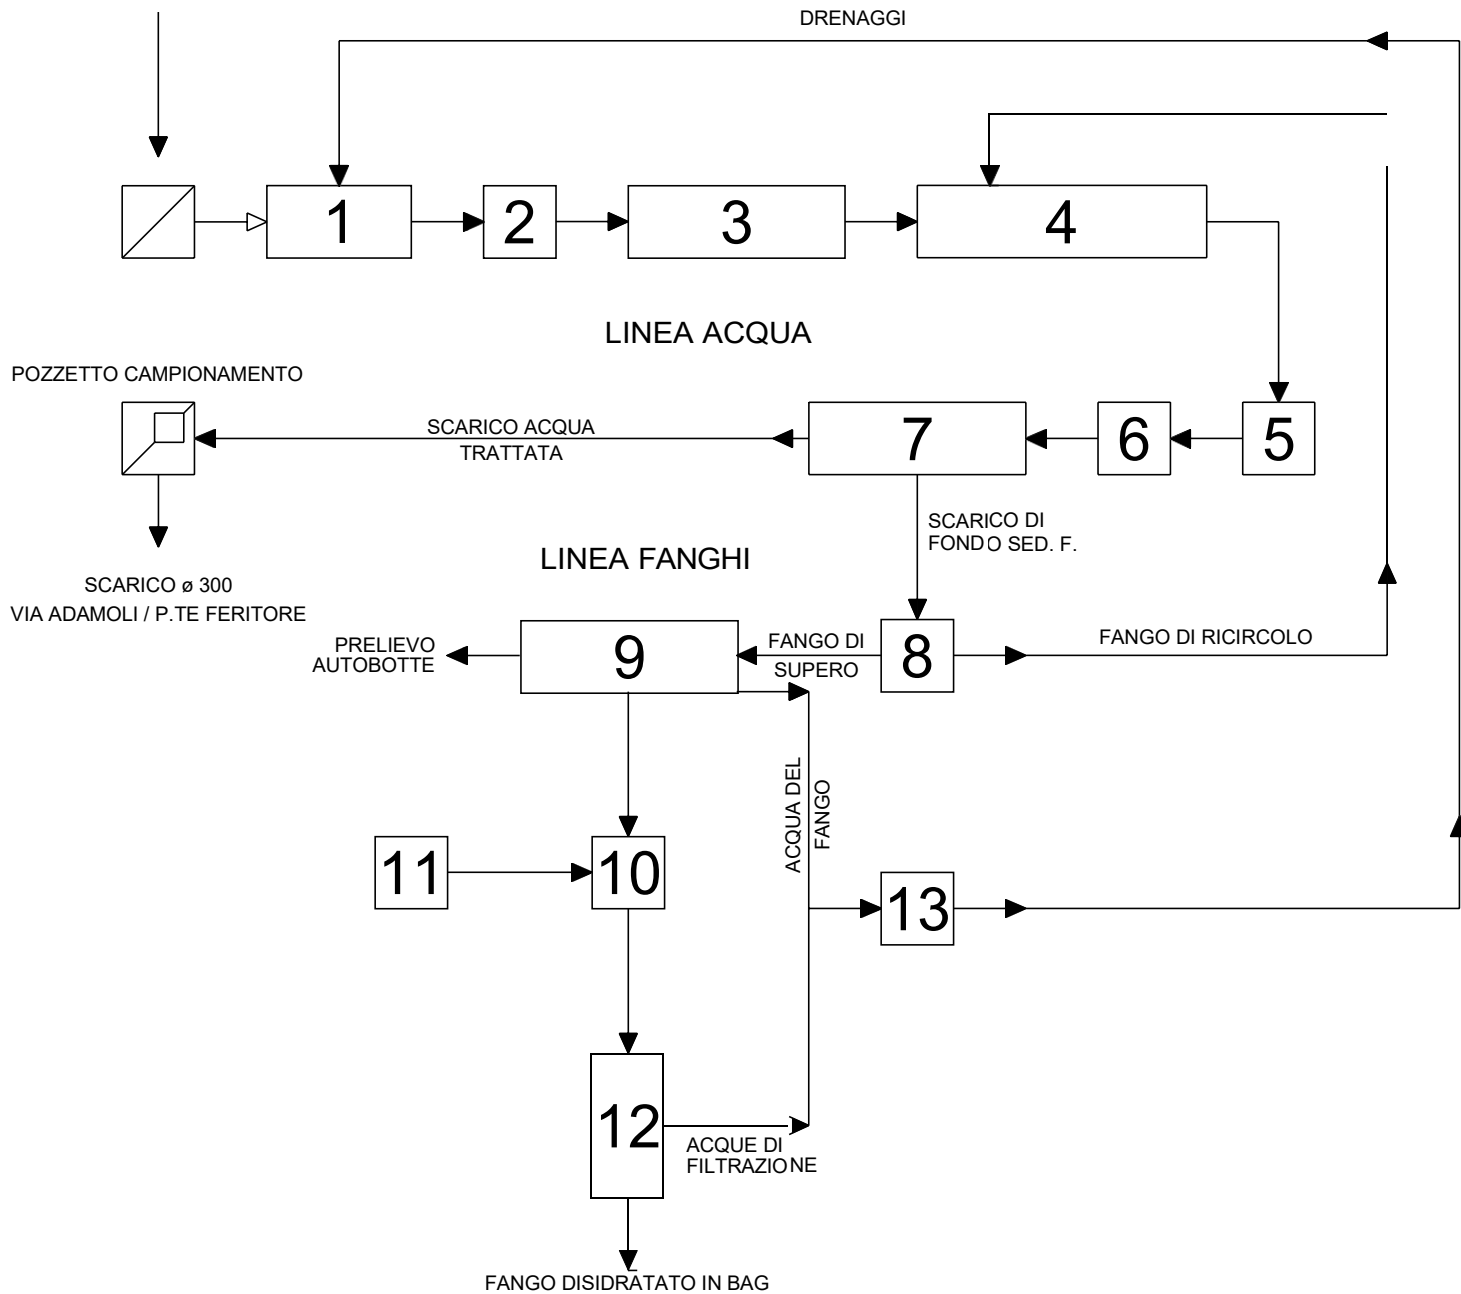 DRENAGGI
1
2
3
4
LINEA ACQUA
POZZETTO CAMPIONAMENTO
SCARICO ACQUA
TRATTATA
7
6
5
SCARICO DI
FONDO SED. F.
LINEA FANGHI
SCARICO ø 300
VIA ADAMOLI / P.TE FERITORE
PRELIEVO
AUTOBOTTE
9
FANGO DI
SUPERO
8
FANGO DI RICIRCOLO
ACQUA DEL
FANGO
11
10
13
12
ACQUE DI
FILTRAZIONE
FANGO DISIDRATATO IN BAG